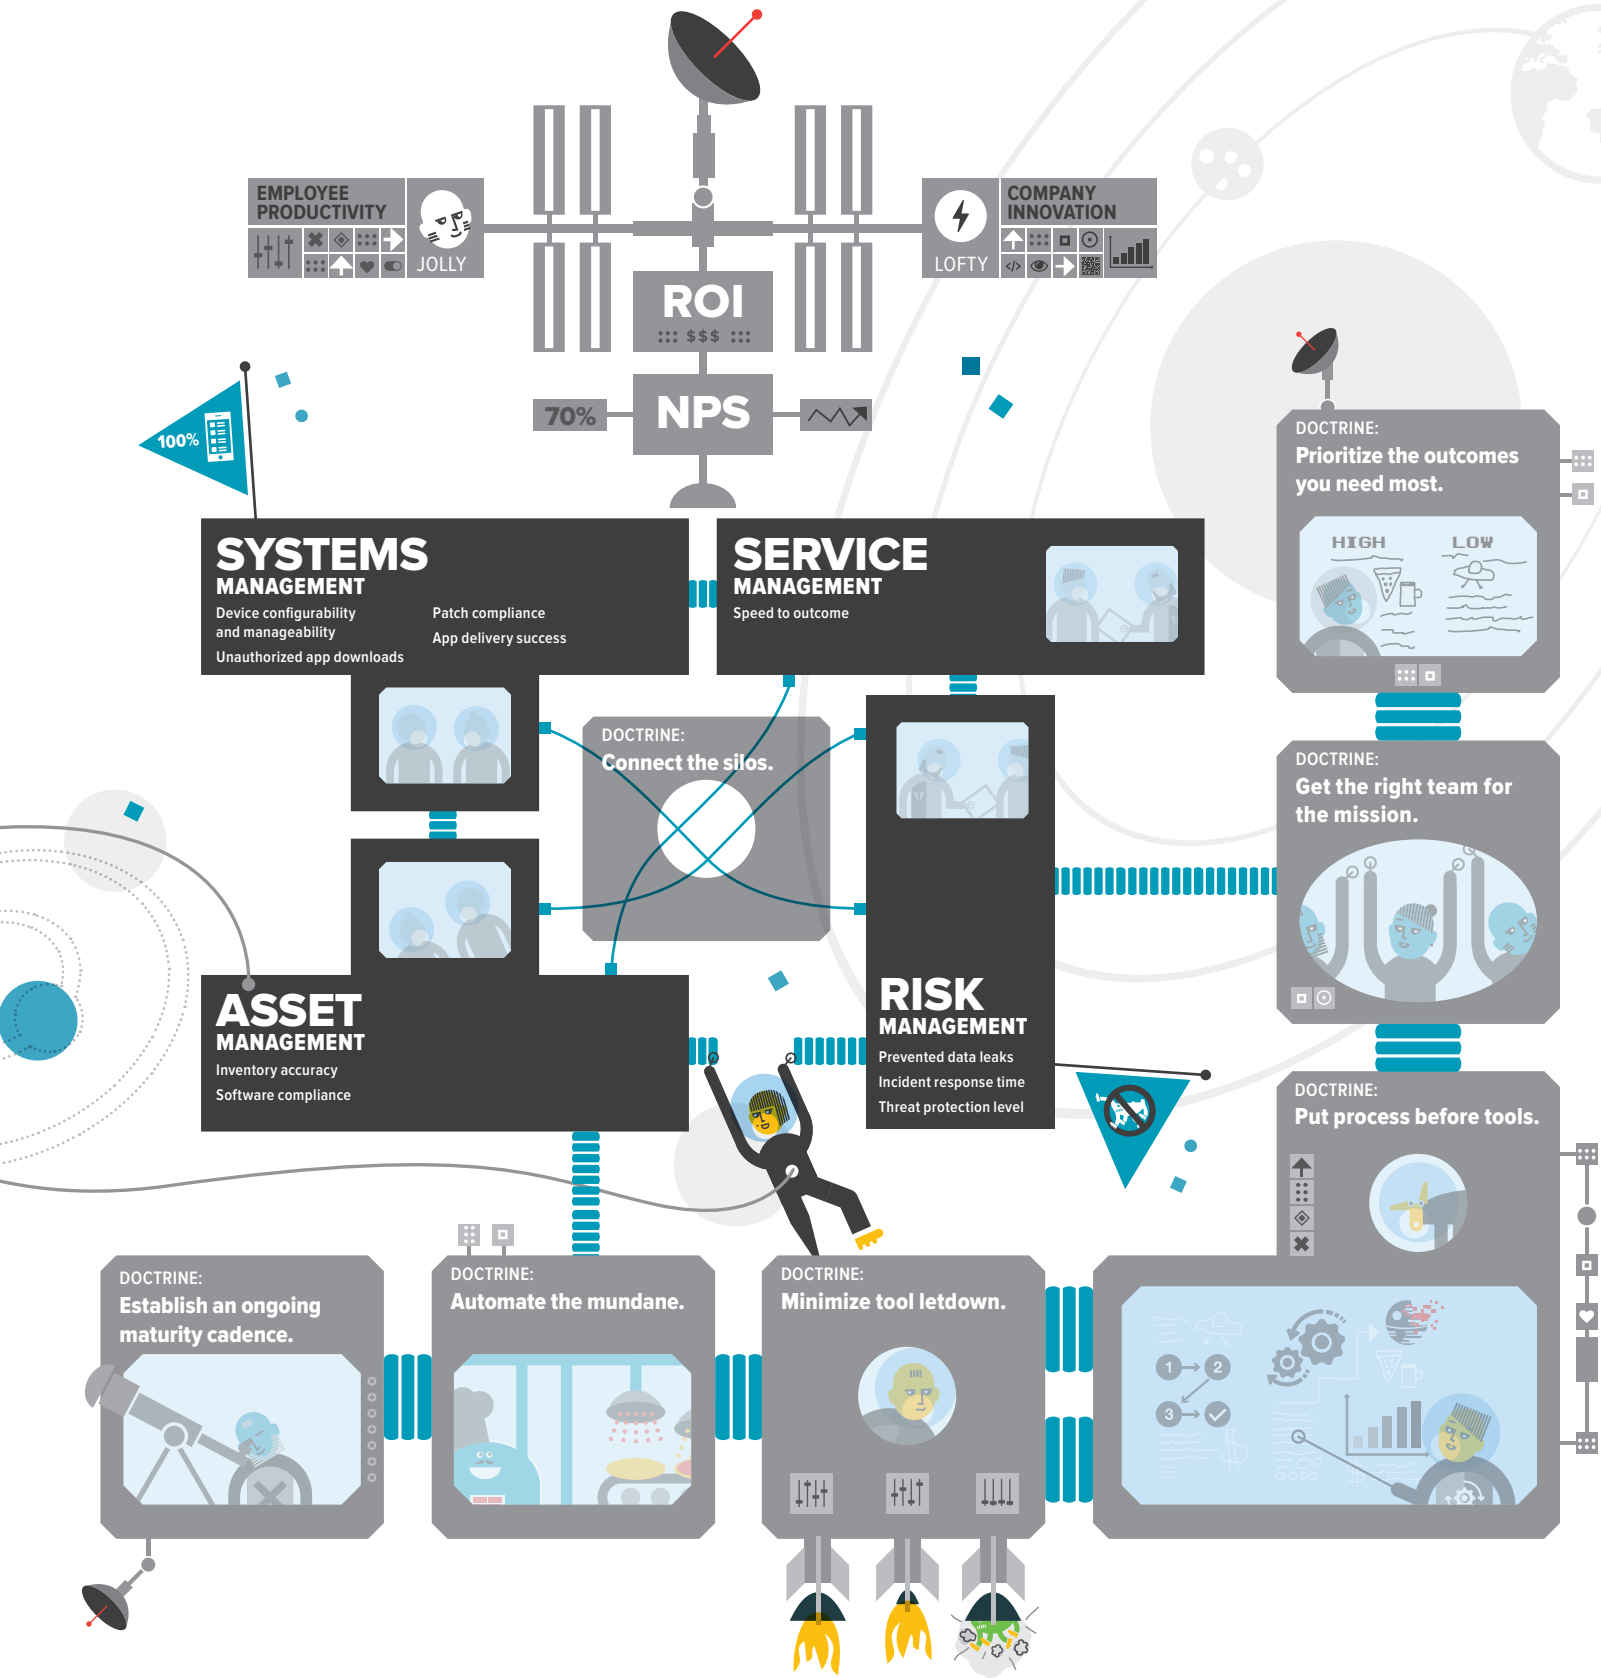 EMPLOYEE
PRODUCTIVITY
JOLLY
COMPANY
INNOVATION
LOFTY
</>
ROI
$$$
70%
NPS
100%
SYSTEMS
MANAGEMENT
Device configurability
and manageability
Unauthorized app downloads
Patch compliance
App delivery success
SERVICE
MANAGEMENT
Speed to outcome
DOCTRINE:
Prioritize the outcomes
you need most.
HIGH
LOW
DOCTRINE:
Connect the silos.
DOCTRINE:
Get the right team for
the mission.
ASSET
MANAGEMENT
Inventory accuracy
Software compliance
RISK
MANAGEMENT
Prevented data leaks
Incident response time
Threat protection level
DOCTRINE:
Put process before tools.
DOCTRINE:
Establish an ongoing
maturity cadence.
DOCTRINE:
Automate the mundane.
DOCTRINE:
Minimize tool letdown.
1
2
3